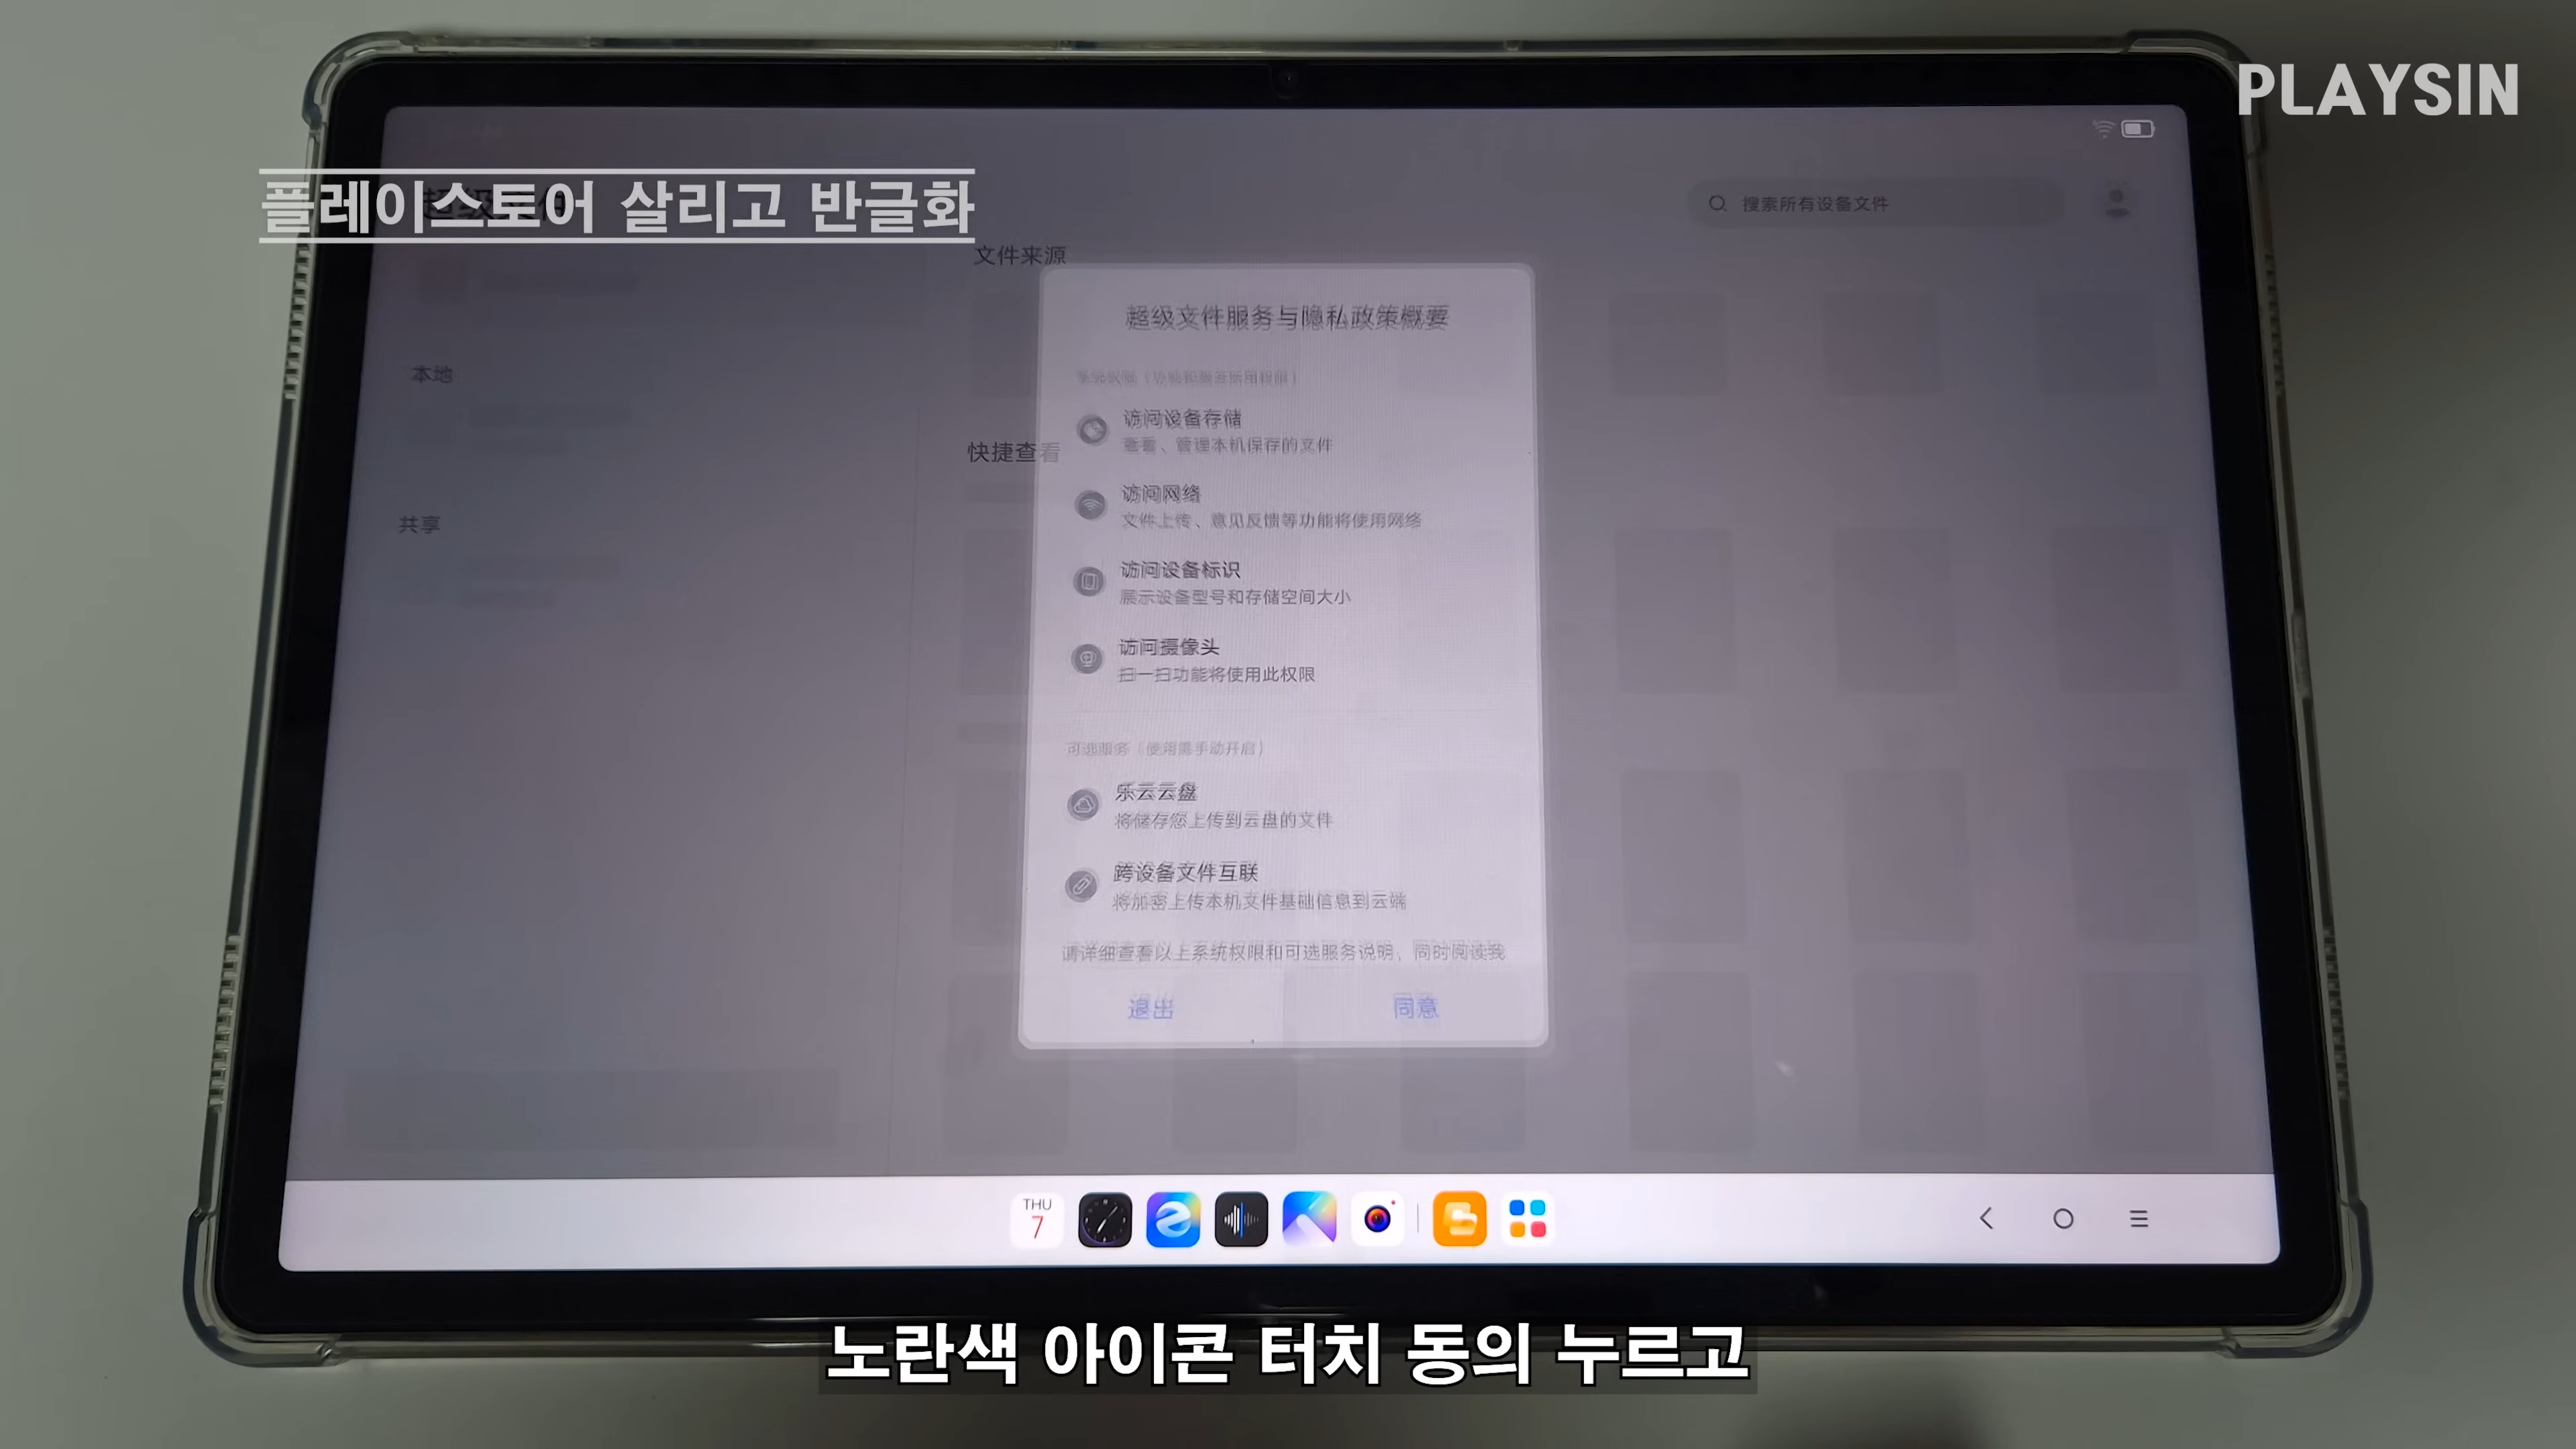 PLAYSIN
플레이스토어 살리고 반글화
搜索所有设备文件
文件来源
本地
快捷查看
共享
超级文件服务与隐私政策概要
访问设备存储
查看、管理本机保存的文件
访问网络
文件上传、意见反馈等功能将使用网络
访问设备标识
展示设备型号和存储空间大小
访问摄像头
扫一扫功能将使用此权限
可选服务（使用需手动开启）
乐云云盘
将储存您上传到云盘的文件
跨设备文件互联
将加密上传本机文件基础信息到云端
请详细查看以上系统权限和可选服务说明，同时阅读我
退出
同意
THU
7
노란색 아이콘 터치 동의 누르고